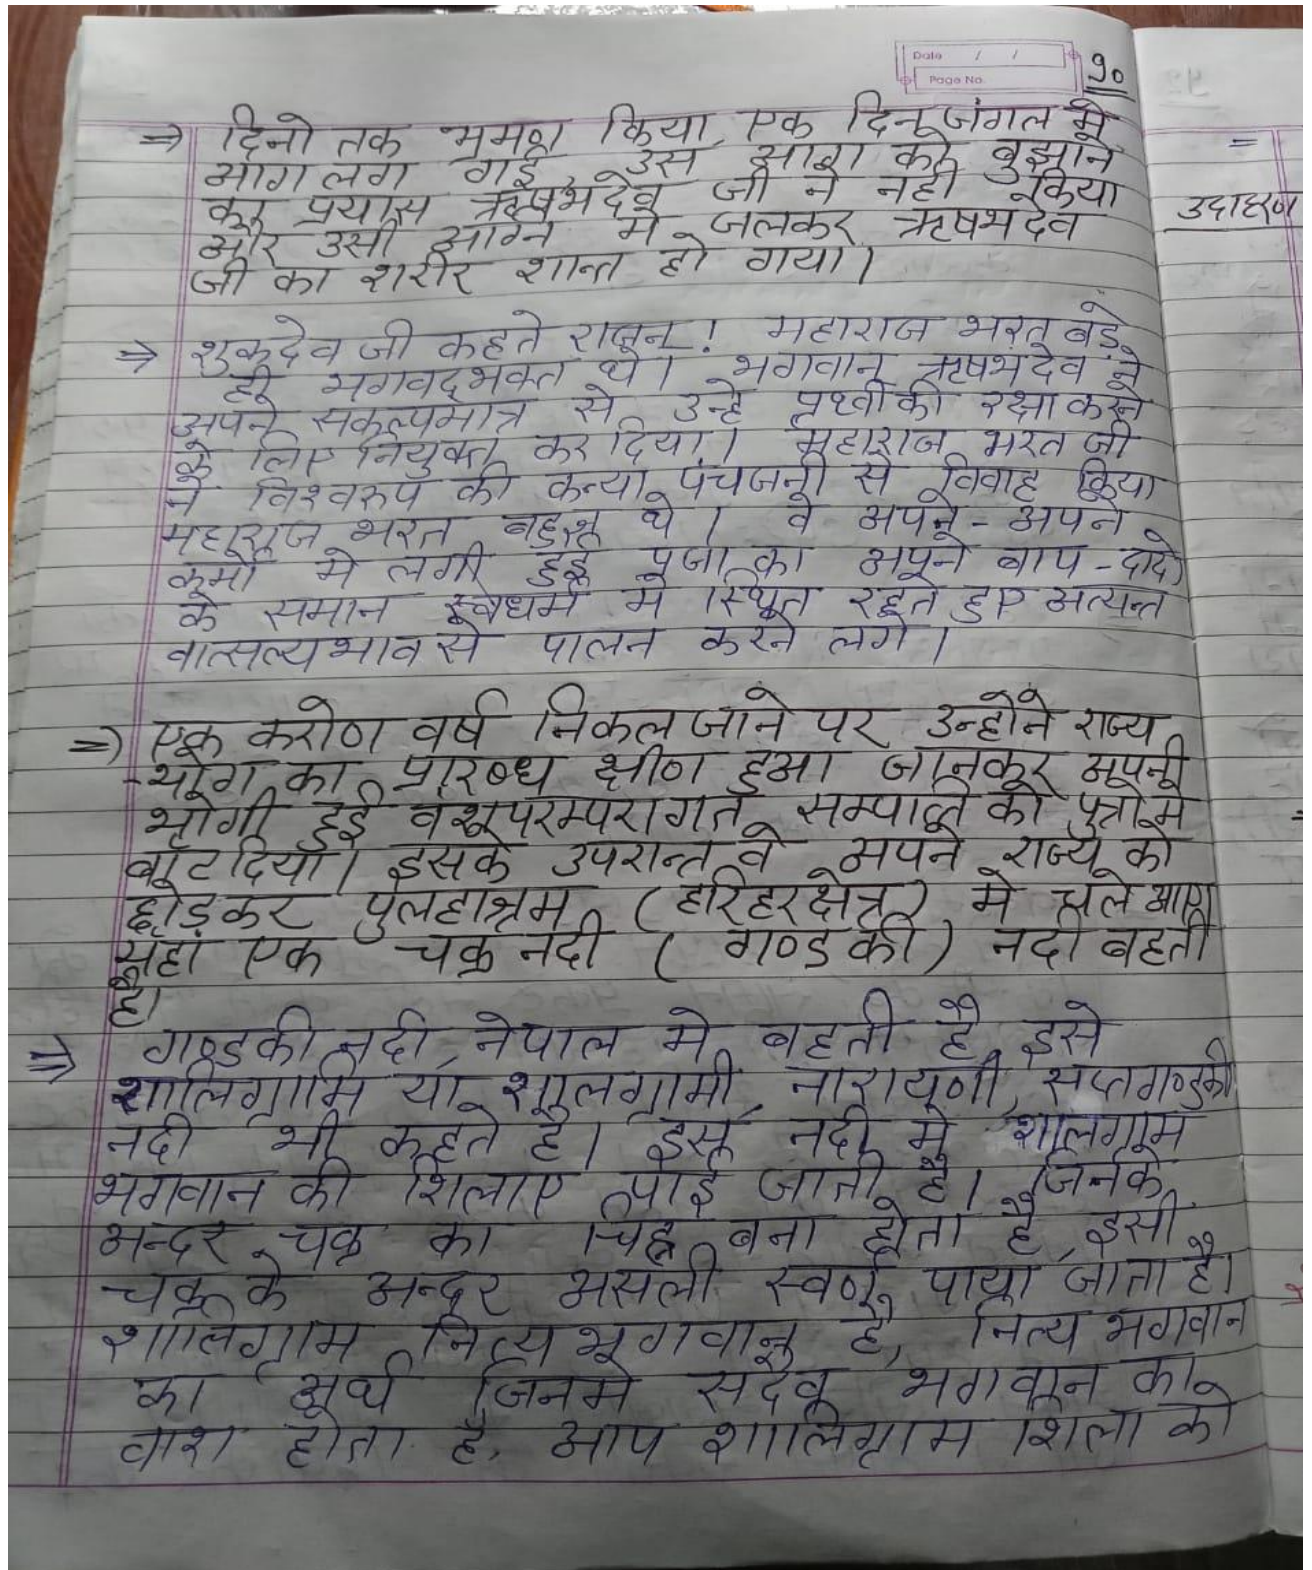 Date / /
Page No.
90
⇒ दिनो तक भ्रमण किया, एक दिन जंगल मे
आग लग गई, उस आग को बुझाने
का प्रयास ऋषभदेव जी ने नही किया
और उसी अग्नि मे जलकर ऋषभदेव
जी का शरीर शान्त हो गया।
⇒ शुकदेव जी कहते राजन! महाराज भरत बड़े
ही भगवद्भक्त थे। भगवान ऋषभदेव ने
अपने संकल्पमात्र से उन्हे पृथ्वी की रक्षा करने
के लिए नियुक्त कर दिया। महाराज भरत जी
ने विश्वरुप की कन्या पंचजनी से विवाह किया
महाराज भरत बहुज्ञ थे। वे अपने - अपने
कर्मो मे लगी हुई प्रजा का अपने बाप - दादो
के समान स्वधर्म मे स्थित रहते हुए अत्यन्त
वात्सल्यभाव से पालन करने लगे।
⇒ एक करोण वर्ष निकल जाने पर उन्होने राज्य
-भोग का प्रारब्ध क्षीण हुआ जानकर अपनी
भोगी हुई वंशपरम्परागत सम्पत्ति को पुत्रो मे
बाँट दिया। इसके उपरान्त वे अपने राज्य को
छोड़कर पुलहाश्रम (हरिहरक्षेत्र) मे चले आए
यहां एक चक्र नदी ( गण्डकी) नदी बहती
है।
⇒ गण्डकी नदी, नेपाल मे बहती है, इसे
शालिग्रामि या शालग्रामी, नारायणी, सप्तगण्डकी
नदी भी कहते है। इस नदी मे शालग्राम
भगवान की शिलाए पाई जाती है। जिनके
अन्दर चक्र का चिह्न बना होता है, इसी
चक्र के अन्दर असली स्वर्ण पाया जाता है।
शालिग्राम नित्य भगवान है, नित्य भगवान
का अर्थ जिनमे सदैव भगवान का
वाश होता है, आप शालिग्राम शिला को
उदाहरण